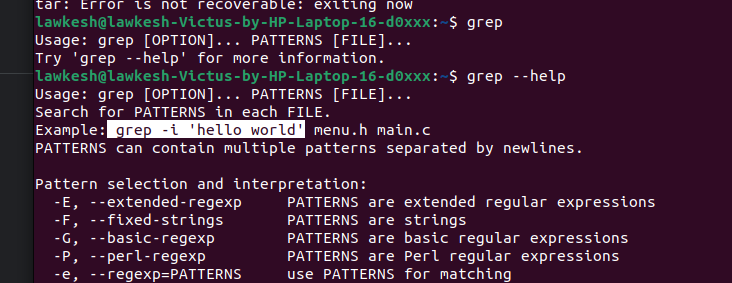 tar: Error is not recoverable: exiting now
lawkesh@lawkesh-Victus-by-HP-Laptop-16-d0xxx:~$ grep
Usage: grep [OPTION]... PATTERNS [FILE]...
Try 'grep --help' for more information.
lawkesh@lawkesh-Victus-by-HP-Laptop-16-d0xxx:~$ grep --help
Usage: grep [OPTION]... PATTERNS [FILE]...
Search for PATTERNS in each FILE.
Example: grep -i 'hello world' menu.h main.c
PATTERNS can contain multiple patterns separated by newlines.

Pattern selection and interpretation:
  -E, --extended-regexp     PATTERNS are extended regular expressions
  -F, --fixed-strings       PATTERNS are strings
  -G, --basic-regexp        PATTERNS are basic regular expressions
  -P, --perl-regexp         PATTERNS are Perl regular expressions
  -e, --regexp=PATTERNS     use PATTERNS for matching